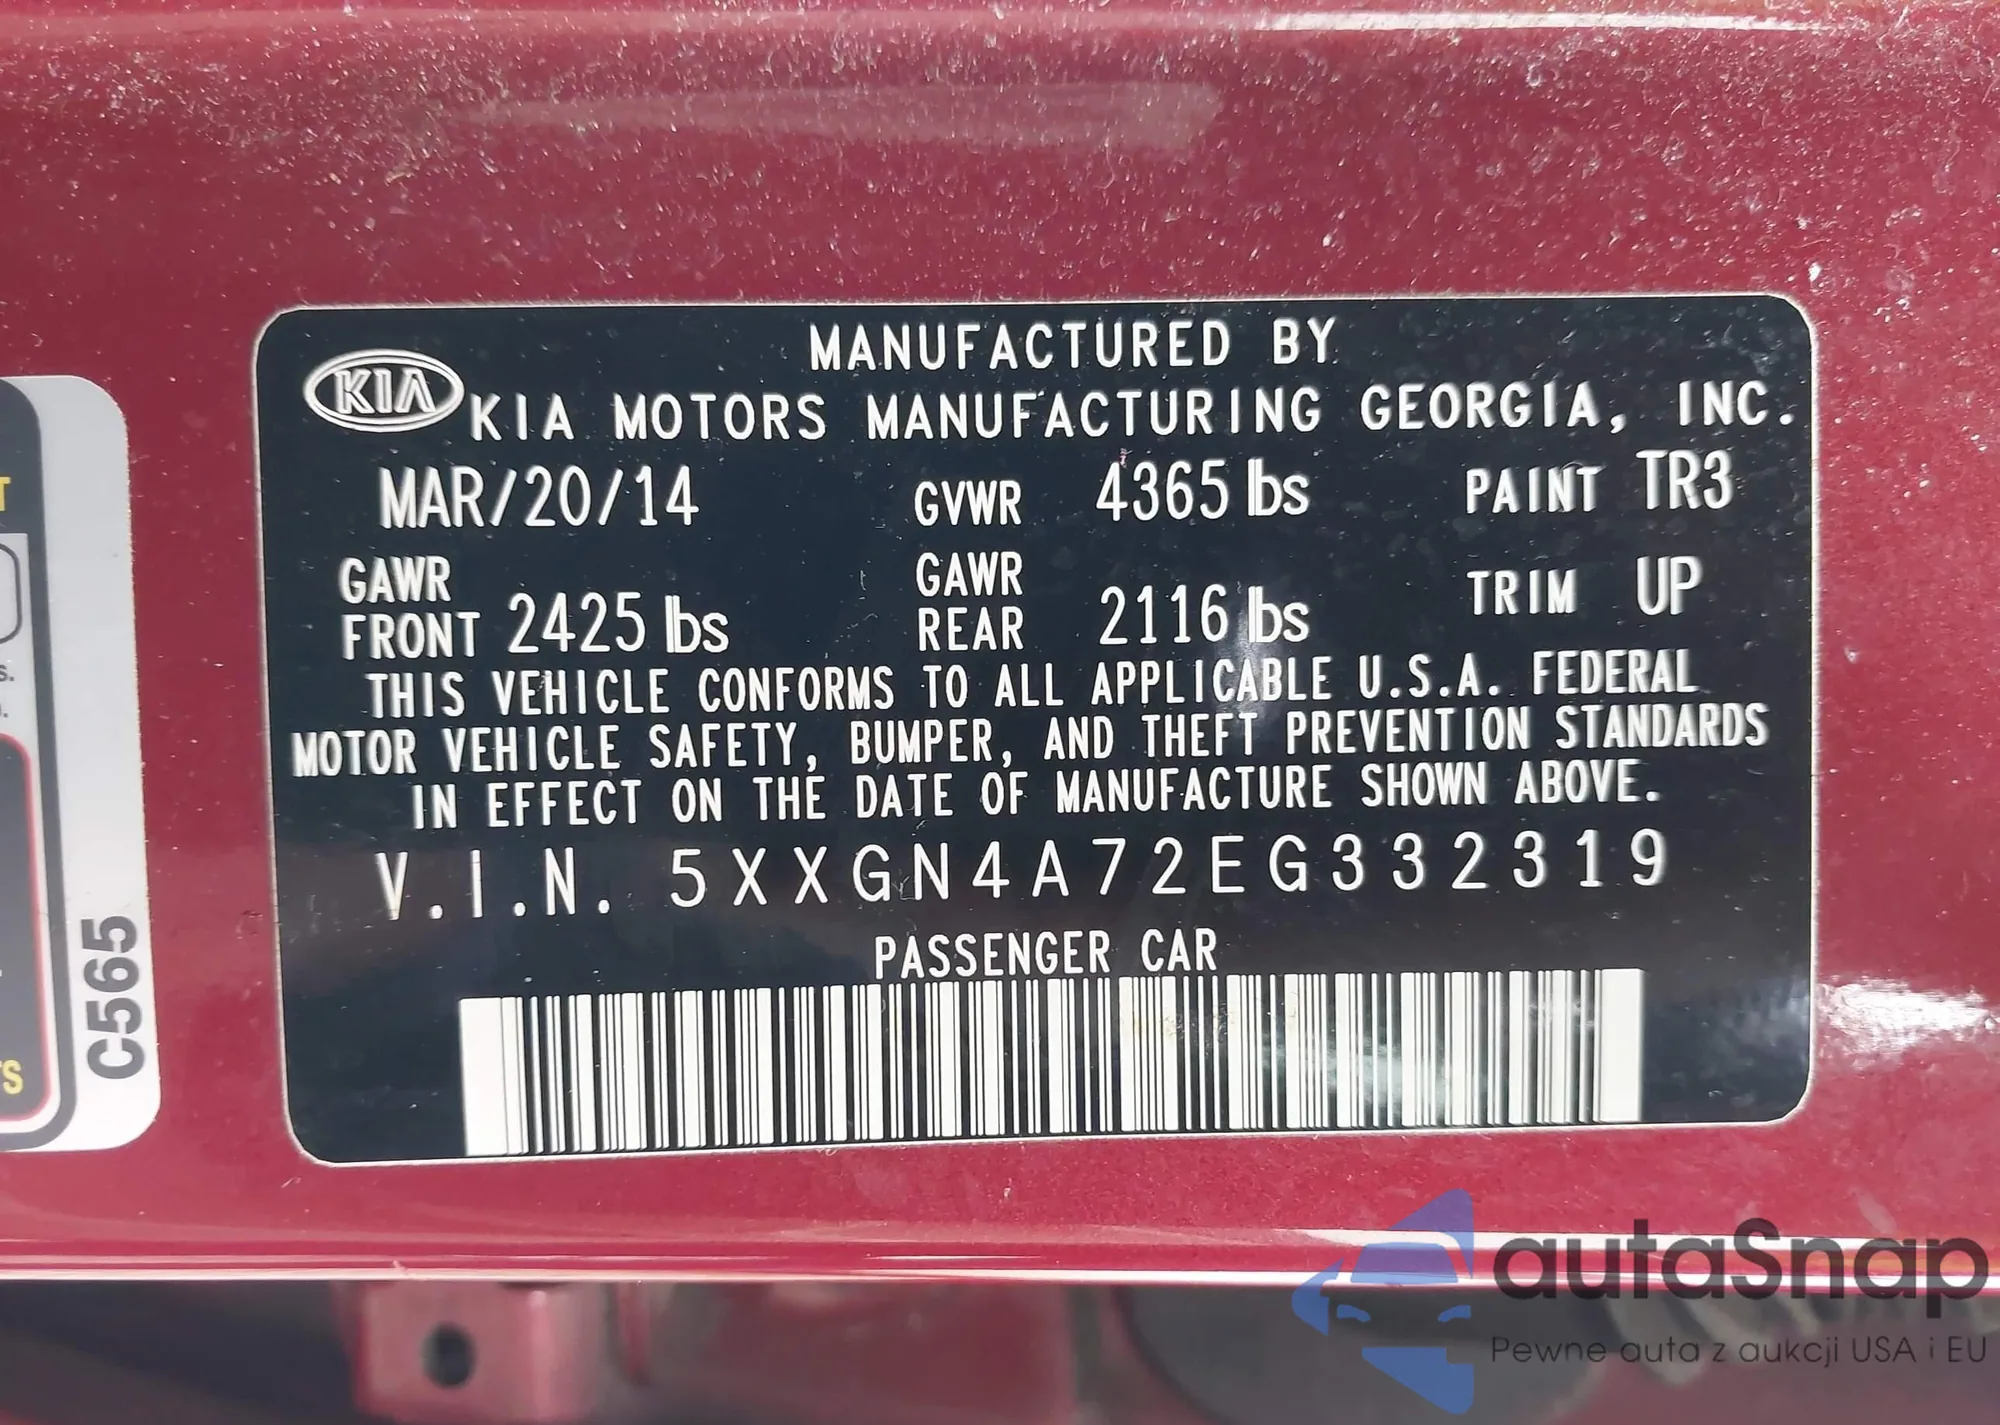 MANUFACTURED BY
KIA KIA MOTORS MANUFACTURING GEORGIA, INC.
MAR/20/14 GVWR 4365 lbs PAINT TR3
GAWR FRONT 2425 lbs GAWR REAR 2116 lbs TRIM UP
THIS VEHICLE CONFORMS TO ALL APPLICABLE U.S.A. FEDERAL
MOTOR VEHICLE SAFETY, BUMPER, AND THEFT PREVENTION STANDARDS
IN EFFECT ON THE DATE OF MANUFACTURE SHOWN ABOVE.
V.I.N. 5XXGN4A72EG332319
PASSENGER CAR
C565
autaSnap
Pewne auta z aukcji USA i EU